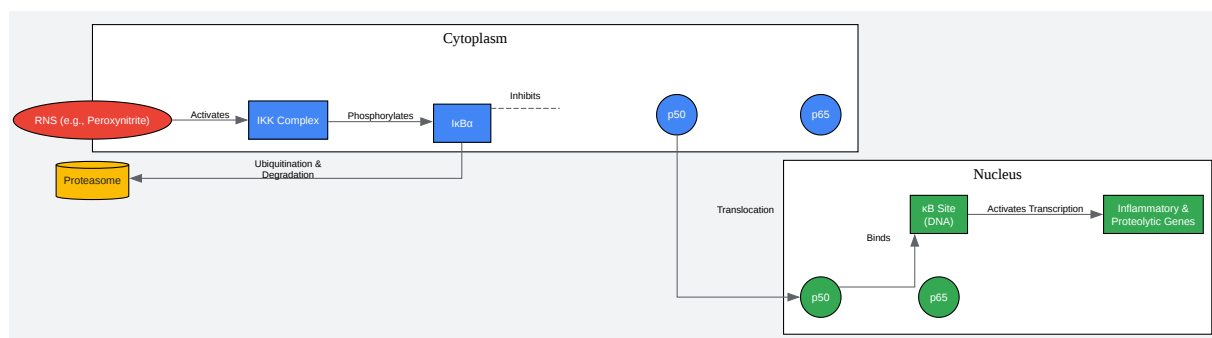 Cytoplasm
Inhibits
RNS (e.g., Peroxynitrite)
Activates
IKK Complex
Phosphorylates
IκBα
p50
p65
Ubiquitination &
Degradation
Proteasome
Nucleus
Translocation
κB Site
(DNA)
Activates Transcription
Inflammatory &
Proteolytic Genes
Binds
p50
p65